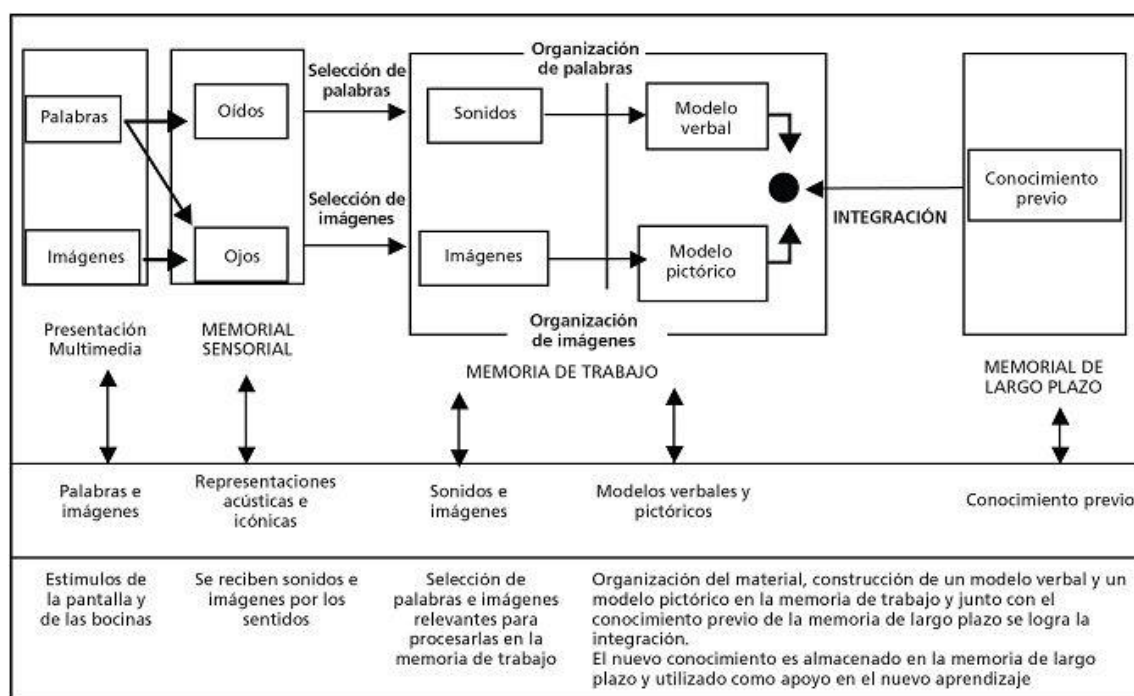 Organización
de palabras
Selección de
palabras
Palabras
Oídos
Sonidos
Modelo
verbal
Conocimiento
previo
INTEGRACIÓN
Selección de
imágenes
Imágenes
Ojos
Imágenes
Modelo
pictórico
Organización
de imágenes
Presentación
Multimedia
MEMORIAL
SENSORIAL
MEMORIA DE TRABAJO
MEMORIAL DE
LARGO PLAZO
Palabras e
imágenes
Representaciones
acústicas e
icónicas
Sonidos e
imágenes
Modelos verbales y
pictóricos
Conocimiento previo
Estímulos de
la pantalla y
de las bocinas
Se reciben sonidos e
imágenes por los
sentidos
Selección de
palabras e imágenes
relevantes para
procesarlas en la
memoria de trabajo
Organización del material, construcción de un modelo verbal y un
modelo pictórico en la memoria de trabajo y junto con el
conocimiento previo de la memoria de largo plazo se logra la
integración.
El nuevo conocimiento es almacenado en la memoria de largo
plazo y utilizado como apoyo en el nuevo aprendizaje